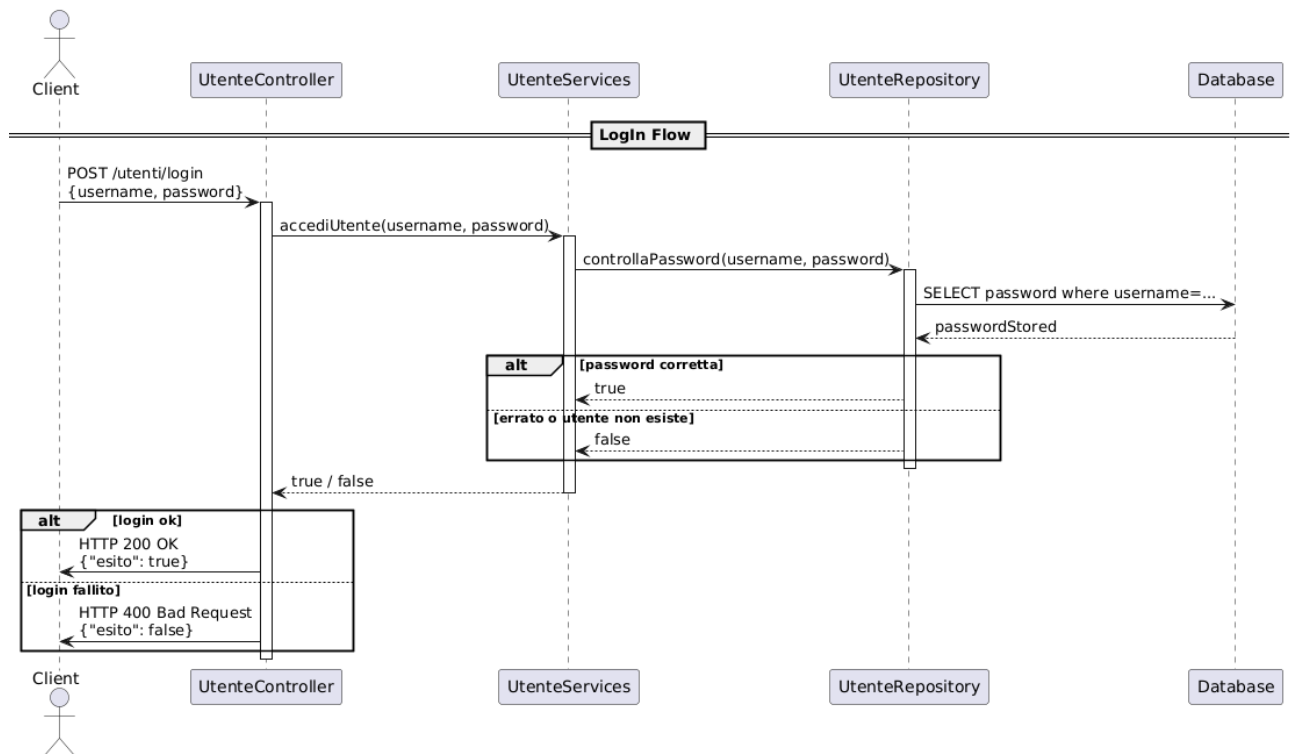 Client
UtenteController
UtenteServices
UtenteRepository
Database
LogIn Flow
POST /utenti/login
{username, password}
accediUtente(username, password)
controllaPassword(username, password)
SELECT password where username=...
passwordStored
alt
[password corretta]
true
[errato o utente non esiste]
false
true / false
alt
[login ok]
HTTP 200 OK
{"esito": true}
[login fallito]
HTTP 400 Bad Request
{"esito": false}
Client
UtenteController
UtenteServices
UtenteRepository
Database